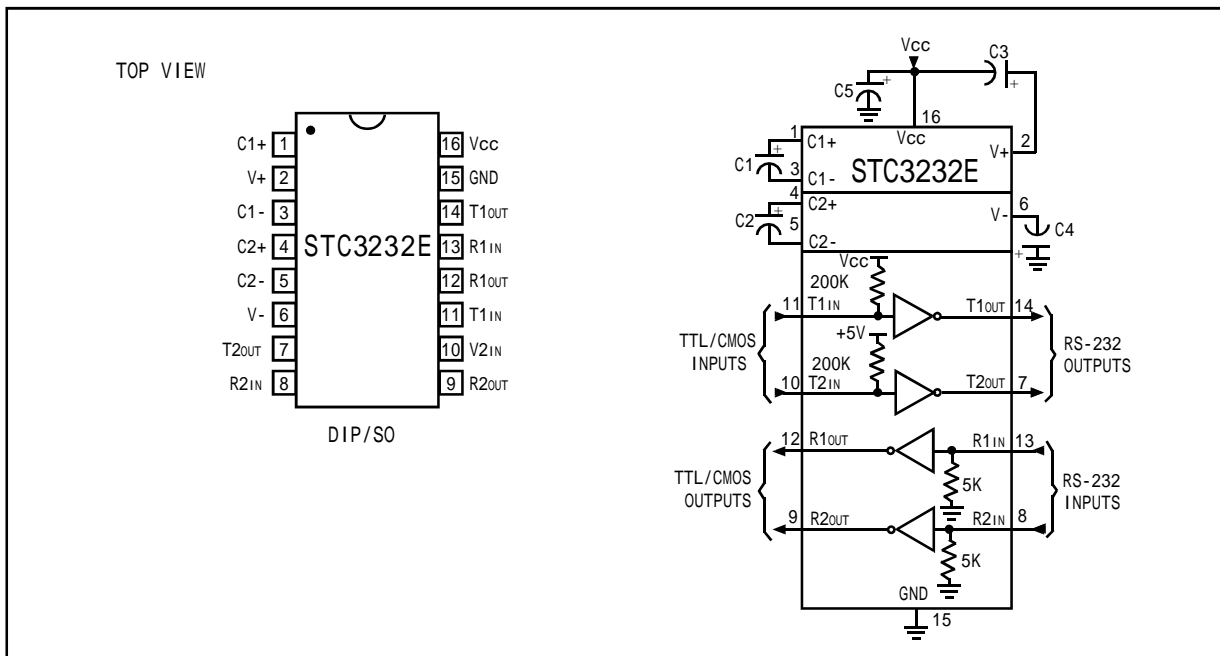 TOP VIEW
C1+ 1
V+ 2
C1- 3
C2+ 4
C2- 5
V- 6
T2OUT 7
R2IN 8
STC3232E
16 Vcc
15 GND
14 T1OUT
13 R1IN
12 R1OUT
11 T1IN
10 V2IN
9 R2OUT
DIP/SO
Vcc
C3
+
C5
+
16
Vcc
1
C1+
C1
+
3
C1-
STC3232E
V+
2
4
C2+
C2
+
5
C2-
V-
6
C4
+
Vcc
200K
11 T1IN
T1OUT 14
+5V
200K
10 T2IN
T2OUT 7
TTL/CMOS
INPUTS
RS-232
OUTPUTS
12 R1OUT
R1IN 13
5K
9 R2OUT
R2IN 8
5K
TTL/CMOS
OUTPUTS
RS-232
INPUTS
GND
15